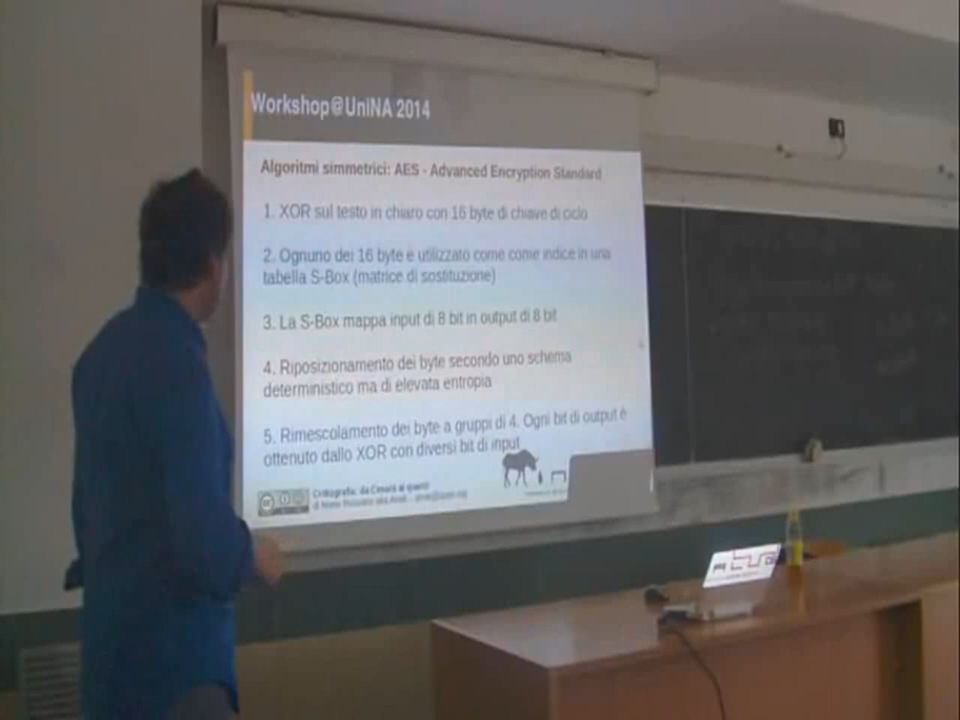 Workshop@UniNA 2014
Algoritmi simmetrici: AES - Advanced Encryption Standard
1. XOR sul testo in chiaro con 16 byte di chiave di ciclo
2. Ognuno dei 16 byte è utilizzato come come indice in una
tabella S-Box (matrice di sostituzione)
3. La S-Box mappa input di 8 bit in output di 8 bit
4. Riposizionamento dei byte secondo uno schema
deterministico ma di elevata entropia
5. Rimescolamento dei byte a gruppi di 4. Ogni bit di output è
ottenuto dallo XOR con diversi bit di input
Crittografia: da Cesare ai quanti